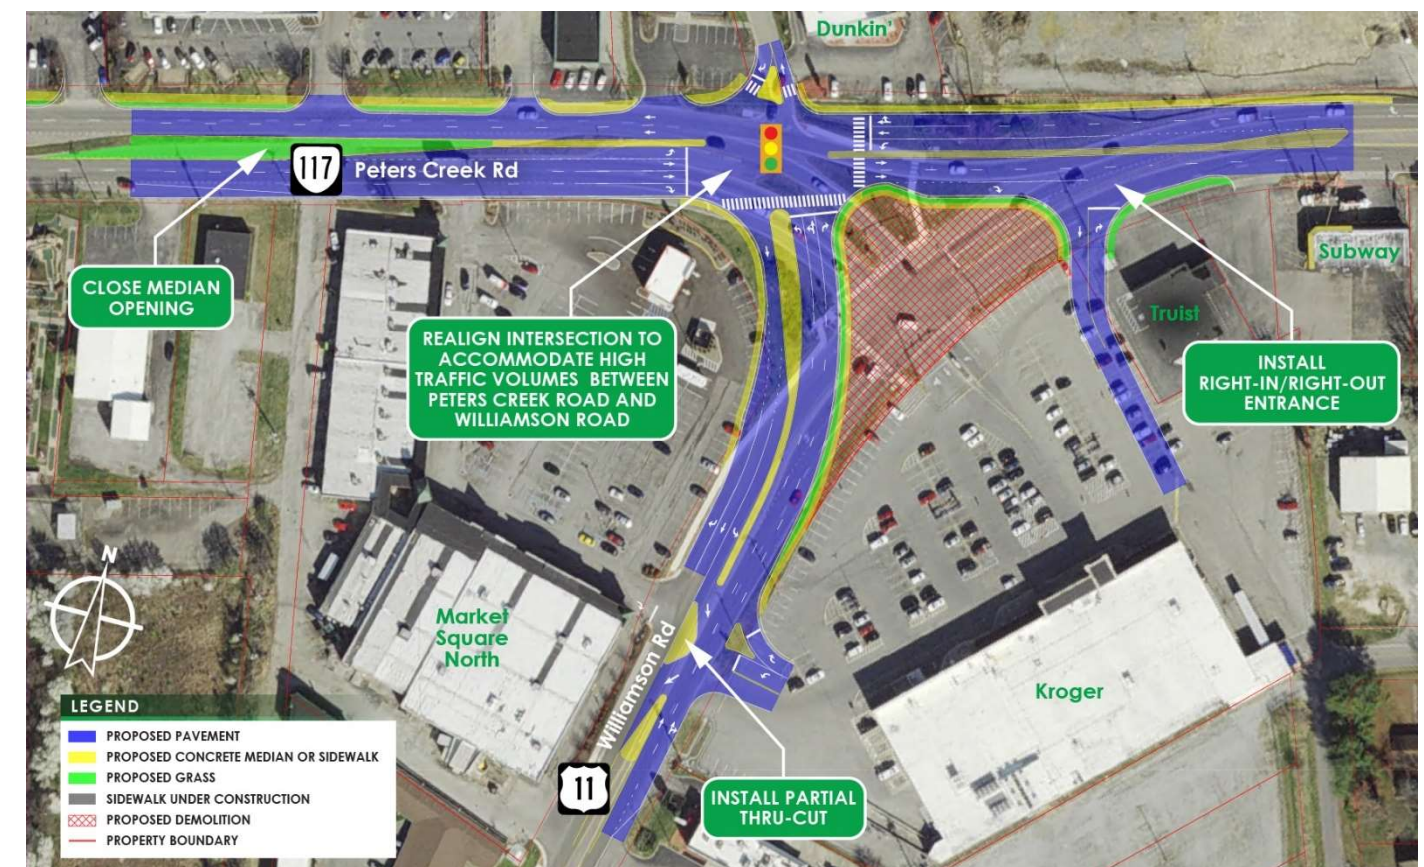 Dunkin'
117
Peters Creek Rd
CLOSE MEDIAN
OPENING
REALIGN INTERSECTION TO
ACCOMMODATE HIGH
TRAFFIC VOLUMES BETWEEN
PETERS CREEK ROAD AND
WILLIAMSON ROAD
Subway
Truist
INSTALL
RIGHT-IN/RIGHT-OUT
ENTRANCE
N
Market
Square
North
Williamson Rd
Kroger
11
INSTALL PARTIAL
THRU-CUT
LEGEND
PROPOSED PAVEMENT
PROPOSED CONCRETE MEDIAN OR SIDEWALK
PROPOSED GRASS
SIDEWALK UNDER CONSTRUCTION
PROPOSED DEMOLITION
PROPERTY BOUNDARY